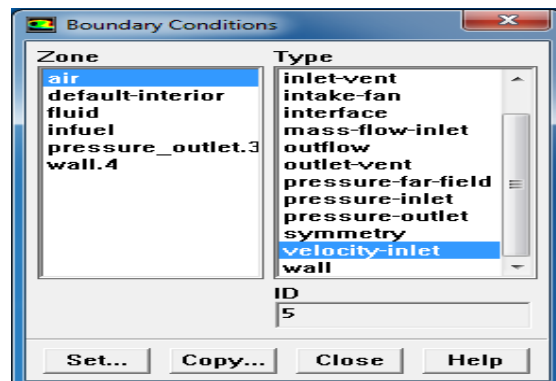 Boundary Conditions
Zone
air
default-interior
fluid
infuel
pressure_outlet.3
wall.4
Type
inlet-vent
intake-fan
interface
mass-flow-inlet
outflow
outlet-vent
pressure-far-field
pressure-inlet
pressure-outlet
symmetry
velocity-inlet
wall
ID
5
Set... Copy... Close Help